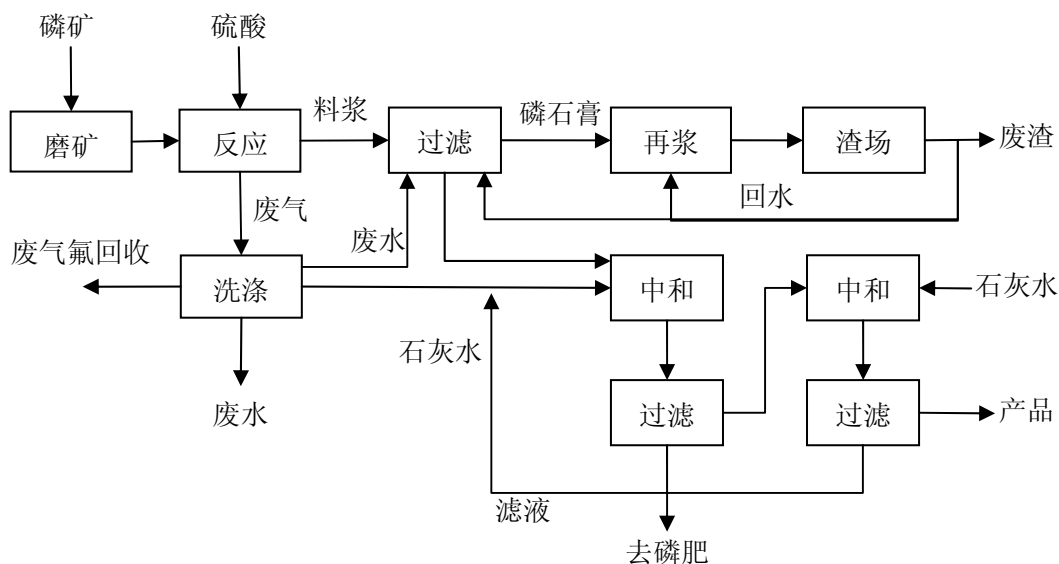 磷矿
硫酸
磨矿
反应
料浆
过滤
磷石膏
再浆
渣场
废渣
废气
废水
回水
废气氟回收
洗涤
中和
中和
石灰水
石灰水
废水
过滤
过滤
产品
滤液
去磷肥